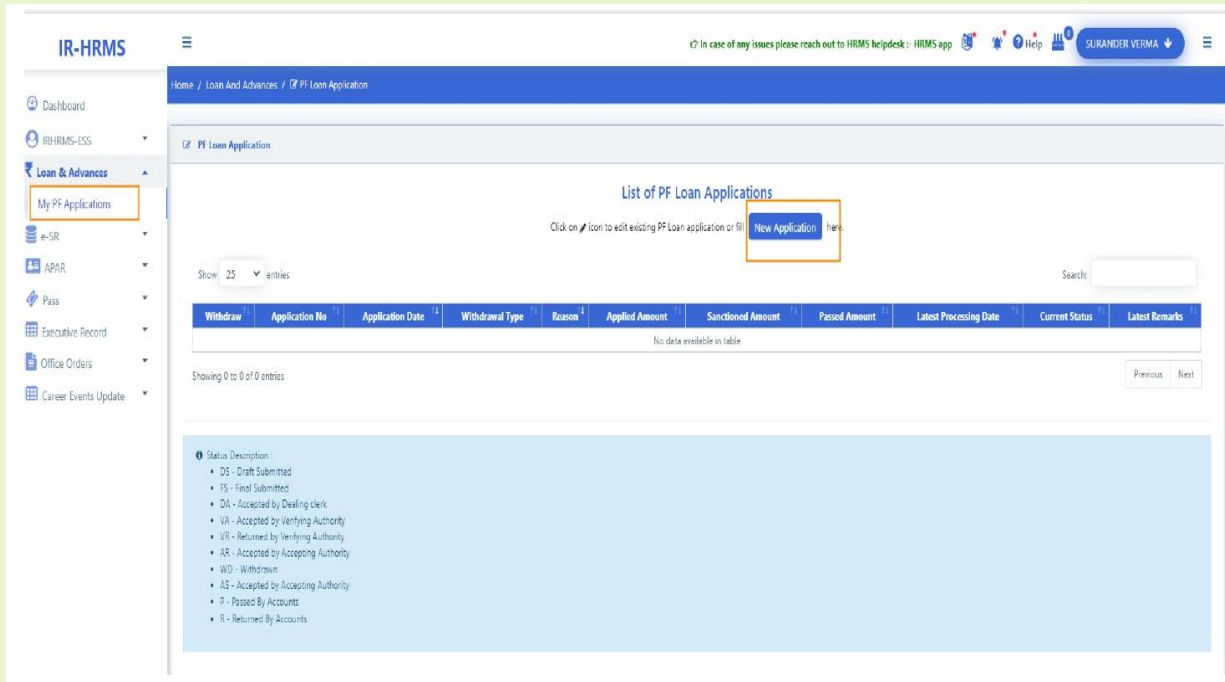 IR-HRMS
In case of any issues please reach out to HRMS helpdesk :- HRMS app
Help
0
SURANDER VERMA
Home / Loan And Advances / PF Loan Application
Dashboard
IRHRMS-ESS
Loan & Advances
My PF Applications
e-SR
APAR
Pass
Executive Record
Office Orders
Career Events Update
PF Loan Application
List of PF Loan Applications
Click on icon to edit existing PF Loan application or fill New Application here.
Show 25 entries
Search:
Withdraw Application No Application Date Withdrawal Type Reason Applied Amount Sanctioned Amount Passed Amount Latest Processing Date Current Status Latest Remarks
No data available in table
Showing 0 to 0 of 0 entries
Previous Next
Status Description :
• DS - Draft Submitted
• FS - Final Submitted
• DA - Accepted by Dealing clerk
• VA - Accepted by Verifying Authority
• VR - Returned by Verifying Authority
• AR - Accepted by Accepting Authority
• WD - Withdrawn
• AS - Accepted by Accepting Authority
• P - Passed By Accounts
• R - Returned By Accounts